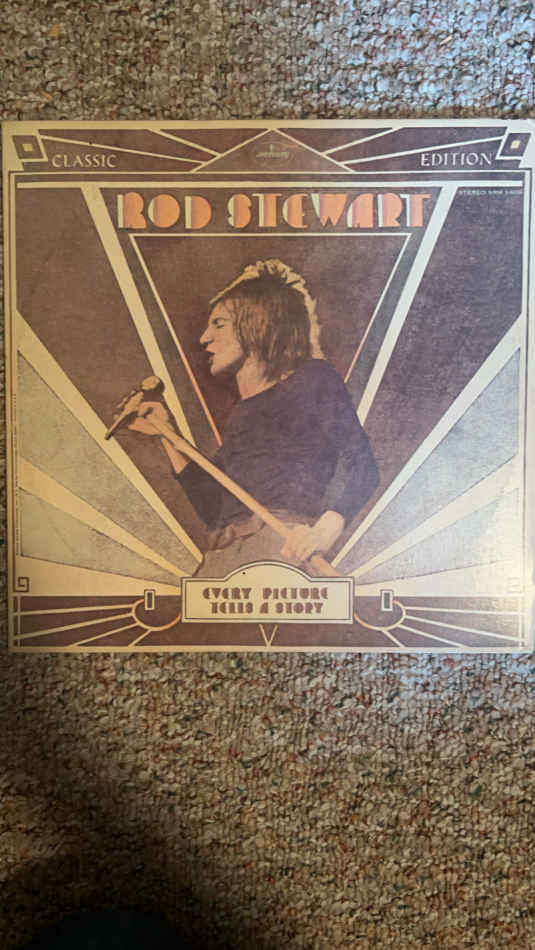 CLASSIC
EDITION
ROD STEWART
EVERY PICTURE
TELLS A STORY